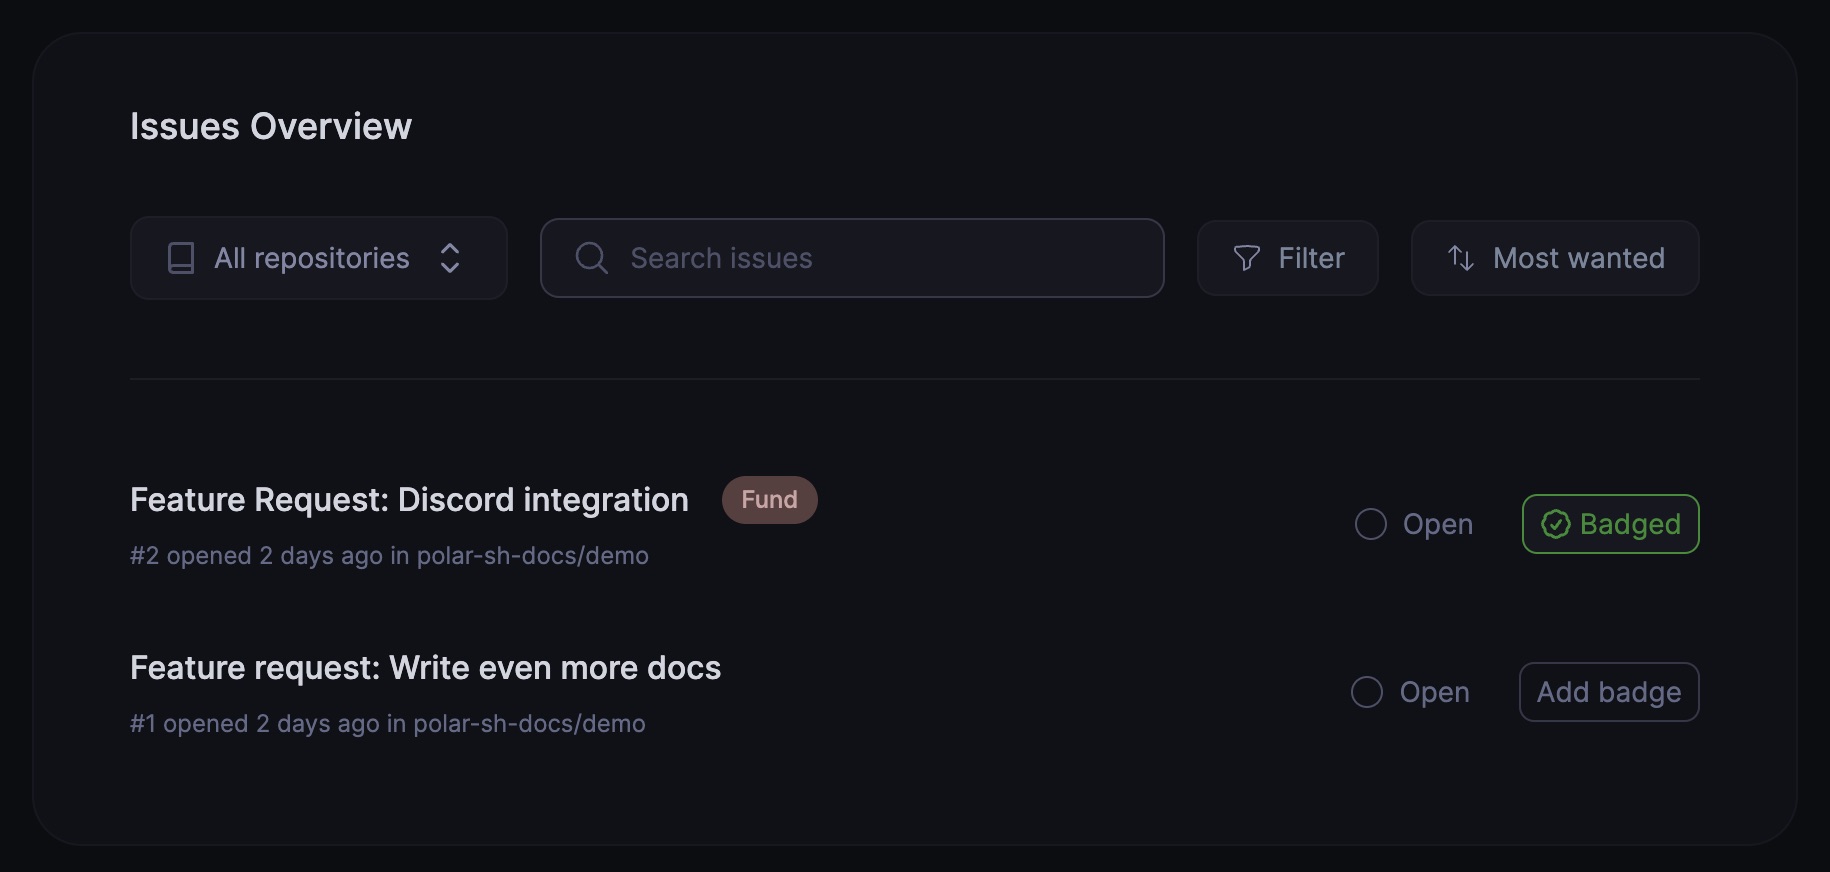 Issues Overview
All repositories
Search issues
Filter
Most wanted
Feature Request: Discord integration Fund
#2 opened 2 days ago in polar-sh-docs/demo
Open
Badged
Feature request: Write even more docs
#1 opened 2 days ago in polar-sh-docs/demo
Open
Add badge